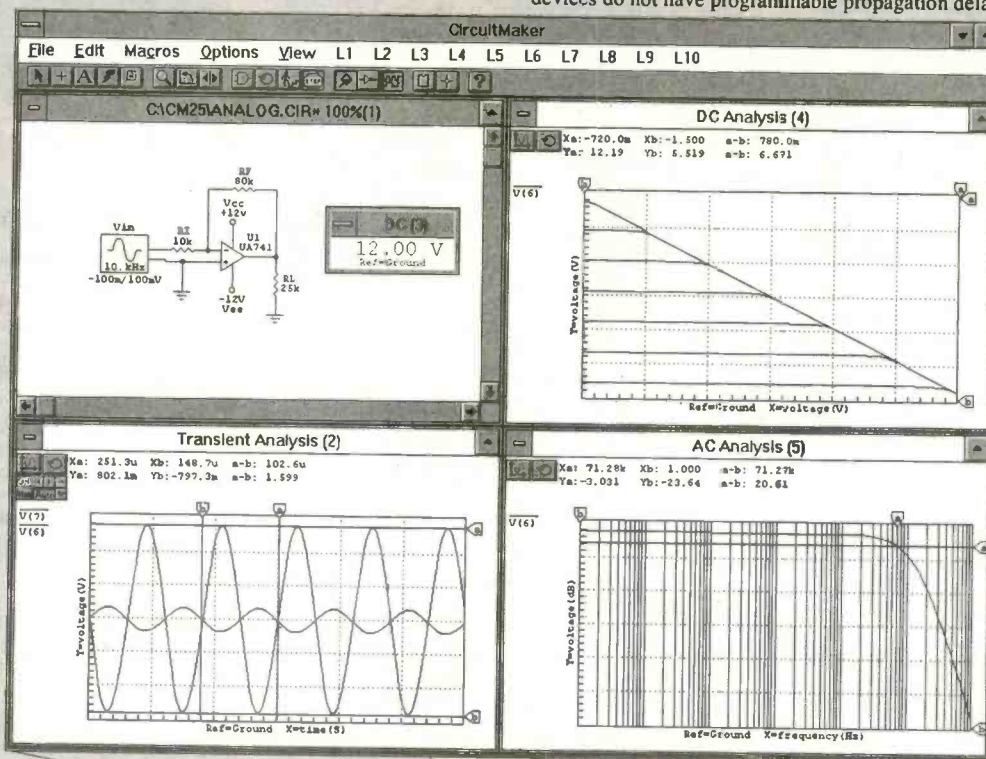 devices do not have programmable propagation dela
CircuitMaker
File Edit Macros Options View L1 L2 L3 L4 L5 L6 L7 L8 L9 L10
STEP
C:\CM25\ANALOG.CIR* 100%(1)
RF
80k
Vcc
+12v
Vin
RI
10k
U1
UA741
10. kHz
-100m/100mV
-12V
Vee
RL
25k
DC(3)
12.00 V
Ref=Ground
DC Analysis (4)
Xa:-720.0m Xb:-1.500 a-b: 780.0m
Ya: 12.19 Yb: 5.519 a-b: 6.671
V(6)
b
a
a
Y=voltage(V)
b
Ref=Ground X=voltage(V)
Transient Analysis (2)
Xa: 251.3u Xb: 148.7u a-b: 102.6u
Ya: 802.1m Yb:-797.3m a-b: 1.599
V(7)
V(6)
b
a
a
Y=voltage(V)
b
Ref=Ground X=time(S)
AC Analysis (5)
Xa: 71.28k Xb: 1.000 a-b: 71.27k
Ya:-3.031 Yb:-23.64 a-b: 20.61
V(6)
b
a
a
Y=voltage(dB)
b
Ref=Ground X=frequency(Hz)